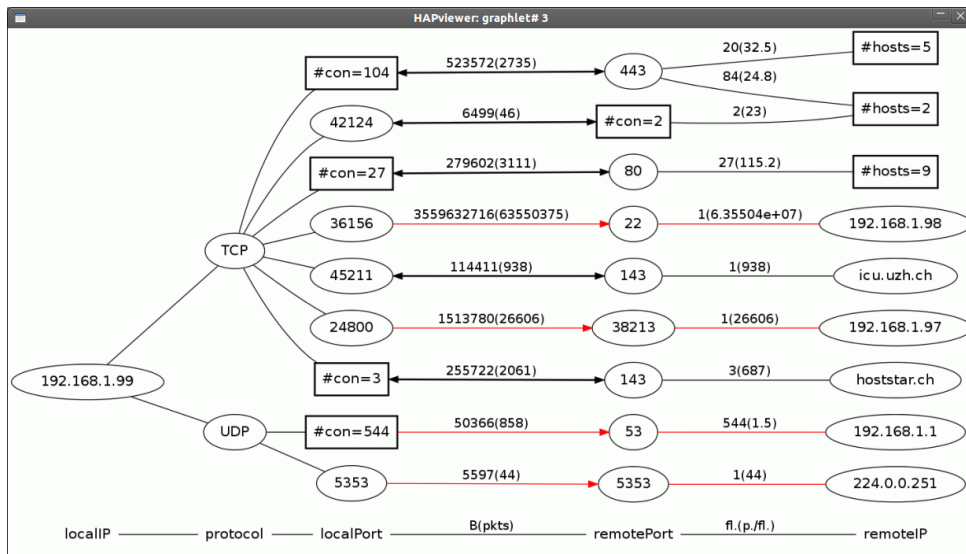 HAPviewer: graphlet# 3
#con=104 523572(2735) 443 20(32.5) #hosts=5
84(24.8)
42124 6499(46) #con=2 2(23) #hosts=2
#con=27 279602(3111) 80 27(115.2) #hosts=9
36156 3559632716(63550375) 22 1(6.35504e+07) 192.168.1.98
TCP
45211 114411(938) 143 1(938) icu.uzh.ch
24800 1513780(26606) 38213 1(26606) 192.168.1.97
192.168.1.99 #con=3 255722(2061) 143 3(687) hoststar.ch
UDP #con=544 50366(858) 53 544(1.5) 192.168.1.1
5353 5597(44) 5353 1(44) 224.0.0.251
localIP protocol localPort B(pkts) remotePort fl.(p./fl.) remoteIP